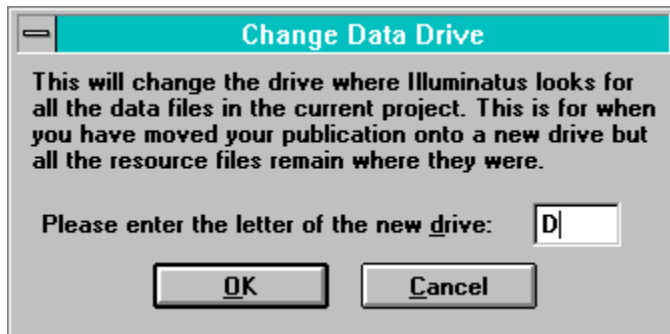 Change Data Drive
This will change the drive where Illuminatus looks for
all the data files in the current project. This is for when
you have moved your publication onto a new drive but
all the resource files remain where they were.
Please enter the letter of the new drive: D
OK Cancel